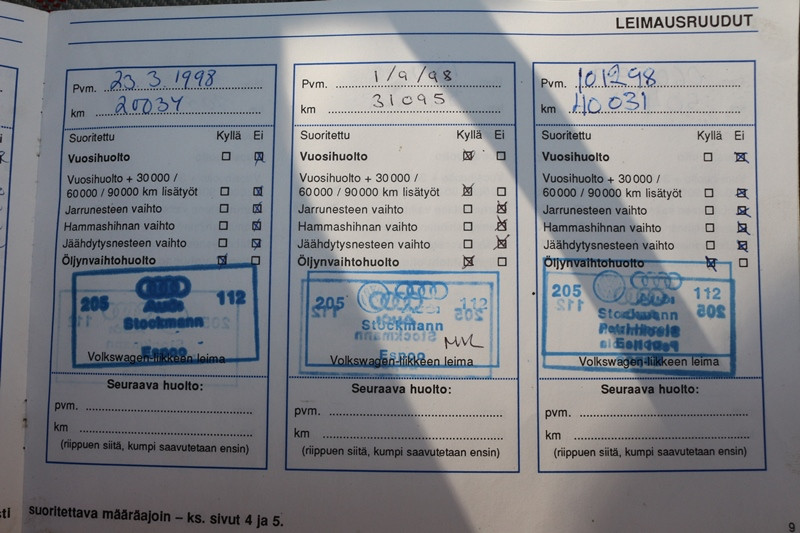 LEIMAUSRUUDUT
Pvm. 23 3 1998
km 20034
Suoritettu Kyllä Ei
Vuosihuolto
Vuosihuolto + 30 000 /
60 000 / 90 000 km lisätyöt
Jarrunesteen vaihto
Hammashihnan vaihto
Jäähdytysnesteen vaihto
Öljynvaihtohuolto
205 112
Stockmann
Espoo
Volkswagen-liikkeen leima
Seuraava huolto:
pvm.
km
(riippuen siitä, kumpi saavutetaan ensin)
Pvm. 1/9/98
km 31095
Suoritettu Kyllä Ei
Vuosihuolto
Vuosihuolto + 30 000 /
60 000 / 90 000 km lisätyöt
Jarrunesteen vaihto
Hammashihnan vaihto
Jäähdytysnesteen vaihto
Öljynvaihtohuolto
205 112
Stockmann
Espoo
Volkswagen-liikkeen leima
Seuraava huolto:
pvm.
km
(riippuen siitä, kumpi saavutetaan ensin)
Pvm. 101298
km 40031
Suoritettu Kyllä Ei
Vuosihuolto
Vuosihuolto + 30 000 /
60 000 / 90 000 km lisätyöt
Jarrunesteen vaihto
Hammashihnan vaihto
Jäähdytysnesteen vaihto
Öljynvaihtohuolto
205 112
Stockmann
Volkswagen-liikkeen leima
Seuraava huolto:
pvm.
km
(riippuen siitä, kumpi saavutetaan ensin)
suoritettava määräajoin – ks. sivut 4 ja 5.
9